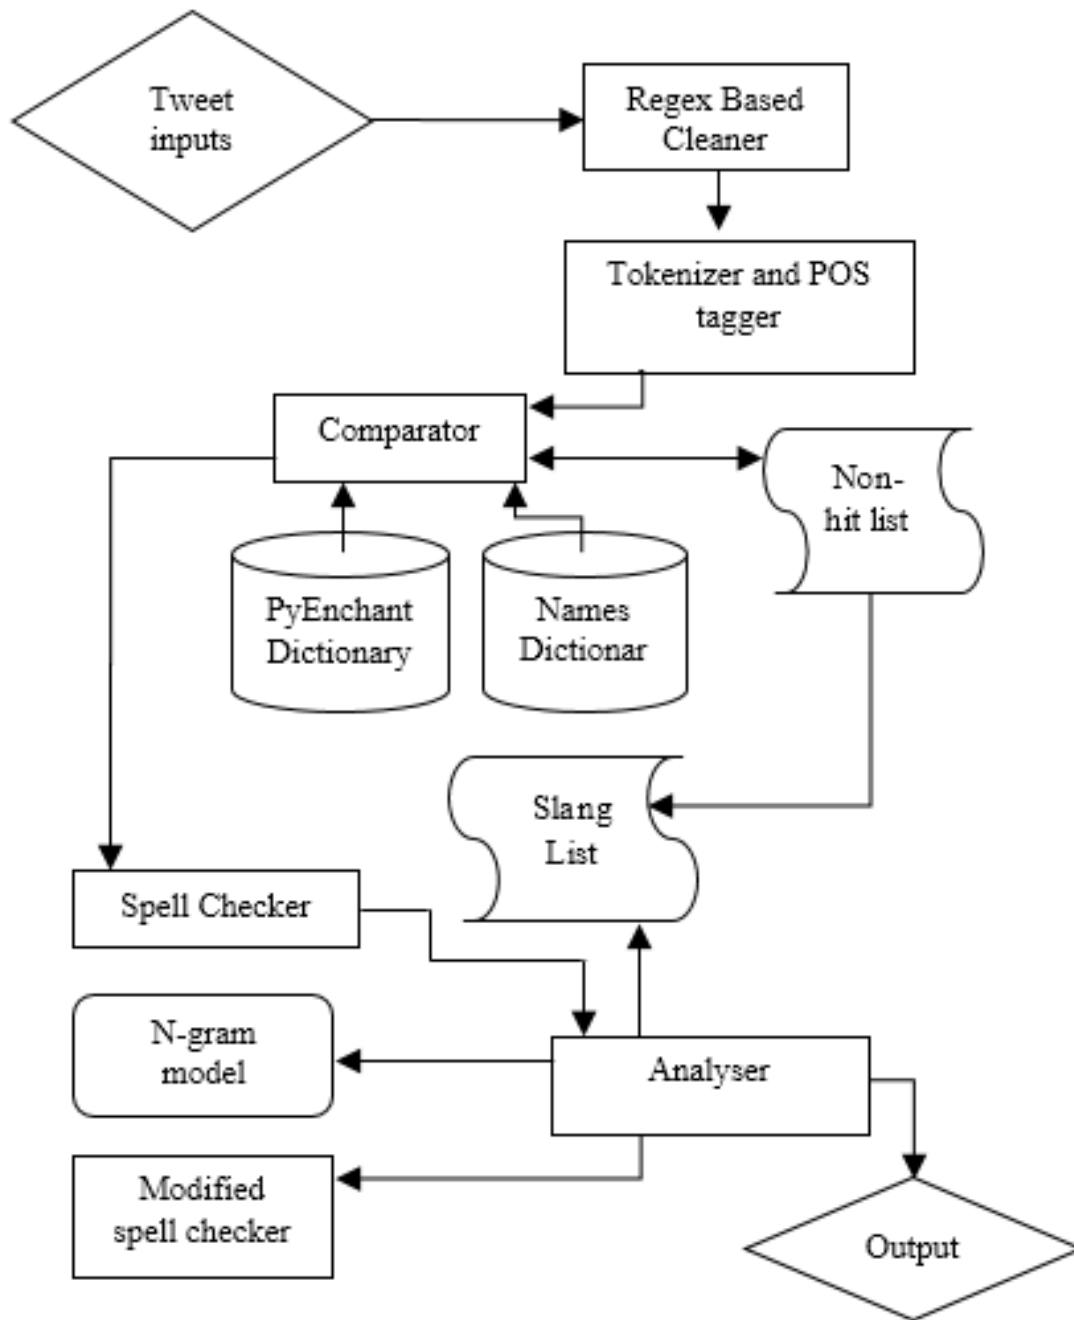 Tweet
inputs
Regex Based
Cleaner
Tokenizer and POS
tagger
Comparator
Non-
hit list
PyEnchant
Dictionary
Names
Dictionar
Slang
List
Spell Checker
N-gram
model
Analyser
Modified
spell checker
Output